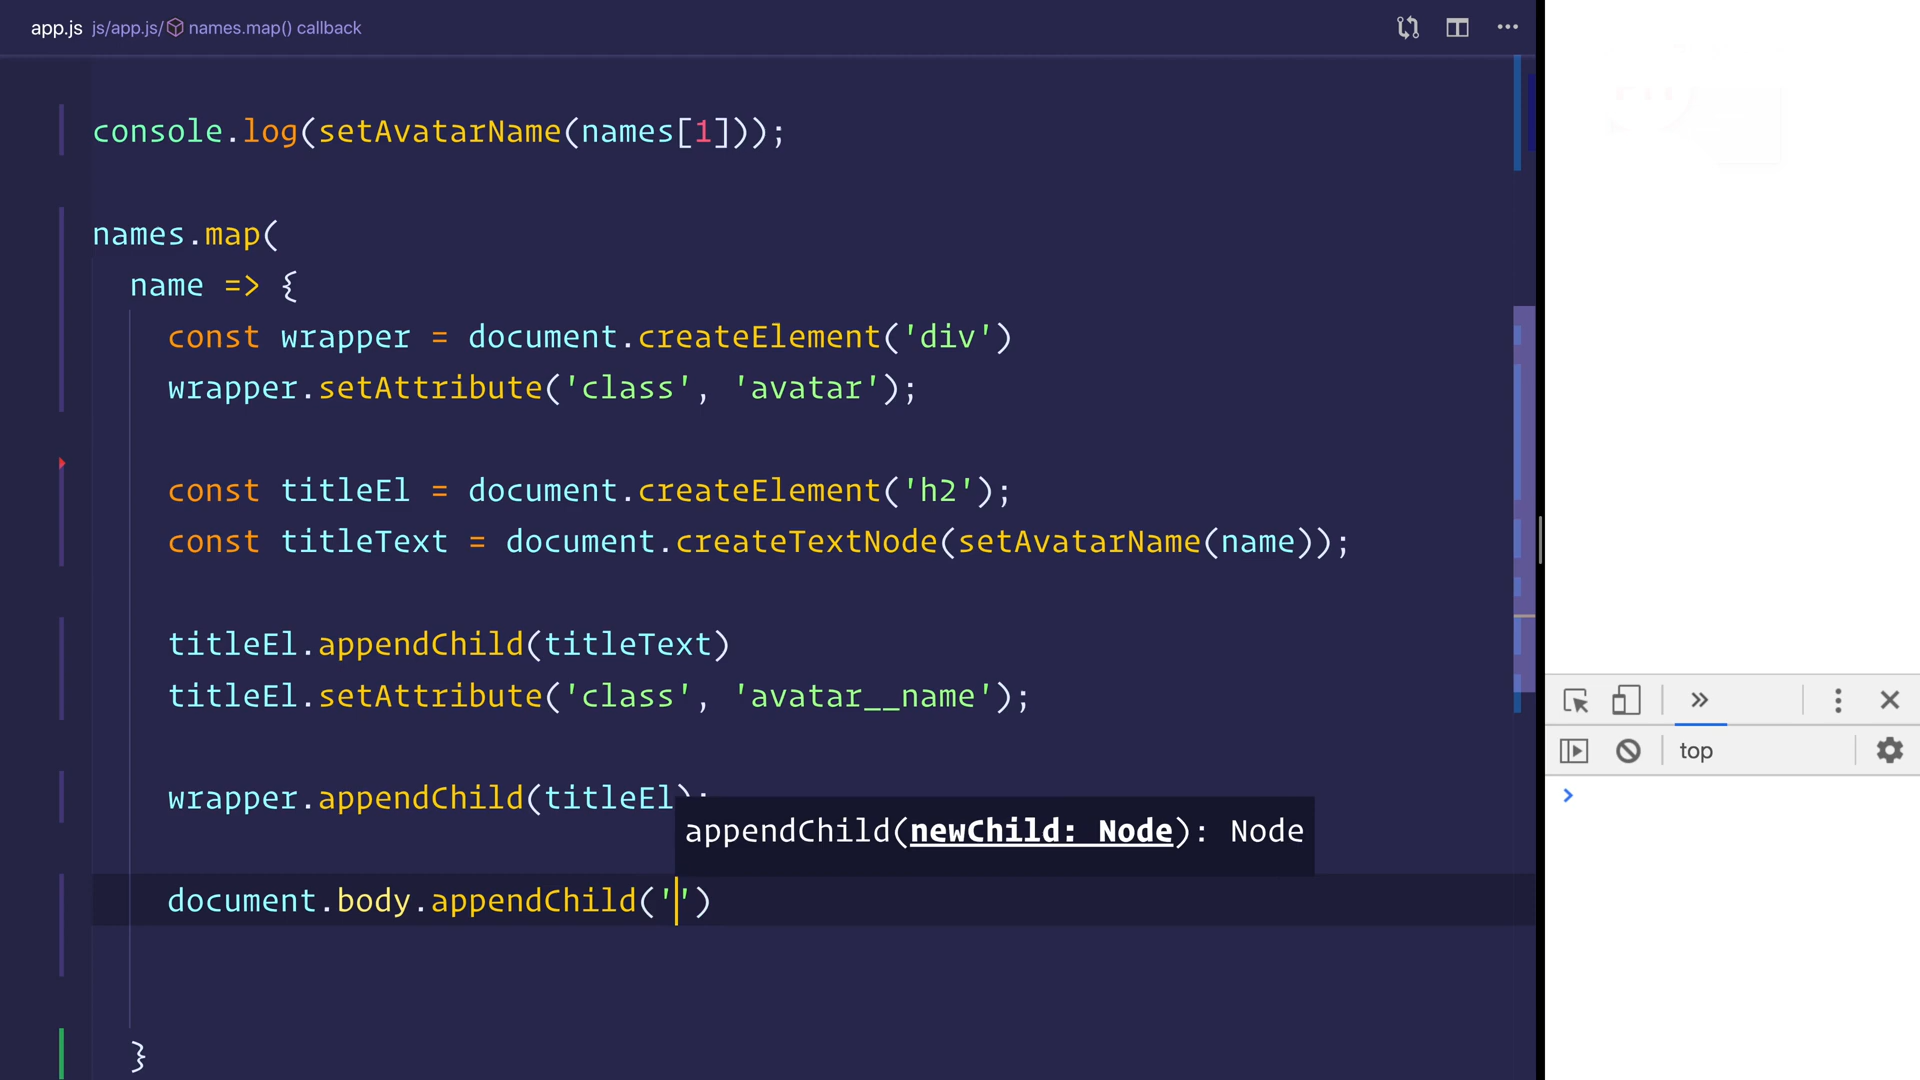 app.js js/app.js/ names.map() callback
console.log(setAvatarName(names[1]));
names.map(
name => {
const wrapper = document.createElement('div')
wrapper.setAttribute('class', 'avatar');
const titleEl = document.createElement('h2');
const titleText = document.createTextNode(setAvatarName(name));
titleEl.appendChild(titleText)
titleEl.setAttribute('class', 'avatar__name');
wrapper.appendChild(titleEl);
appendChild(newChild: Node): Node
document.body.appendChild('')
}
top